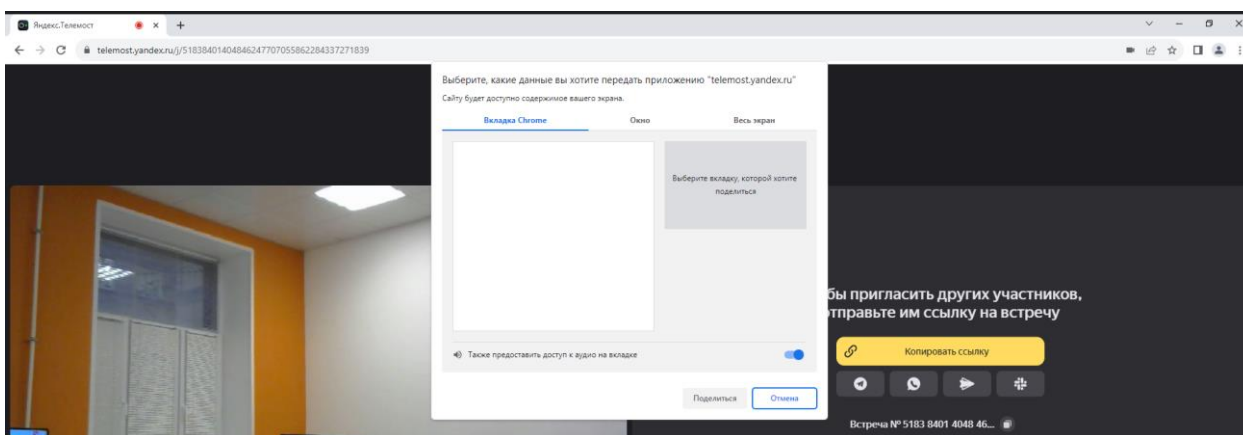 Яндекс.Телемост
telemost.yandex.ru/j/51838401404846247707055862284337271839
Выберите, какие данные вы хотите передать приложению "telemost.yandex.ru"
Сайту будет доступно содержимое вашего экрана.
Вкладка Chrome Окно Весь экран
Выберите вкладку, которой хотите
поделиться
Также предоставить доступ к аудио на вкладке
Поделиться Отмена
бы пригласить других участников,
тправьте им ссылку на встречу
Копировать ссылку
Встреча № 5183 8401 4048 46...